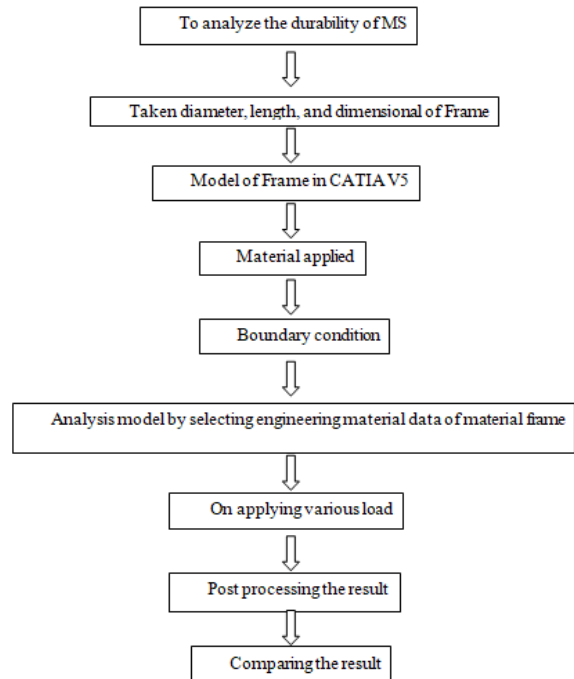 To analyze the durability of MS
Taken diameter, length, and dimensional of Frame
Model of Frame in CATIA V5
Material applied
Boundary condition
Analysis model by selecting engineering material data of material frame
On applying various load
Post processing the result
Comparing the result